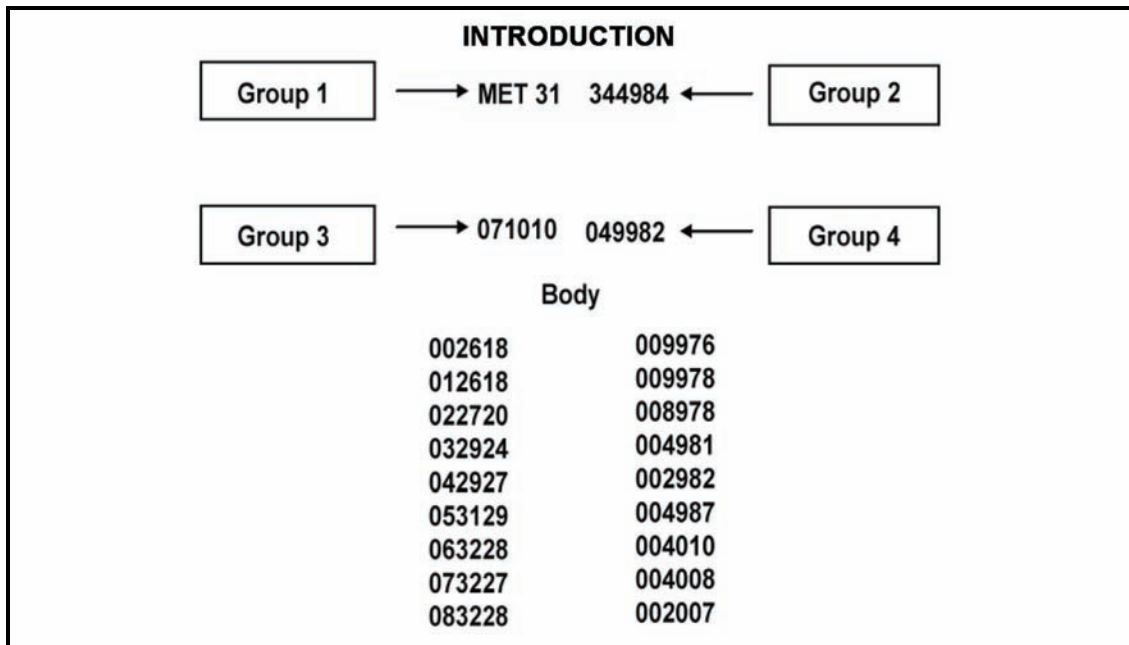 INTRODUCTION
Group 1 MET 31 344984 Group 2
Group 3 071010 049982 Group 4
Body
002618 009976
012618 009978
022720 008978
032924 004981
042927 002982
053129 004987
063228 004010
073227 004008
083228 002007